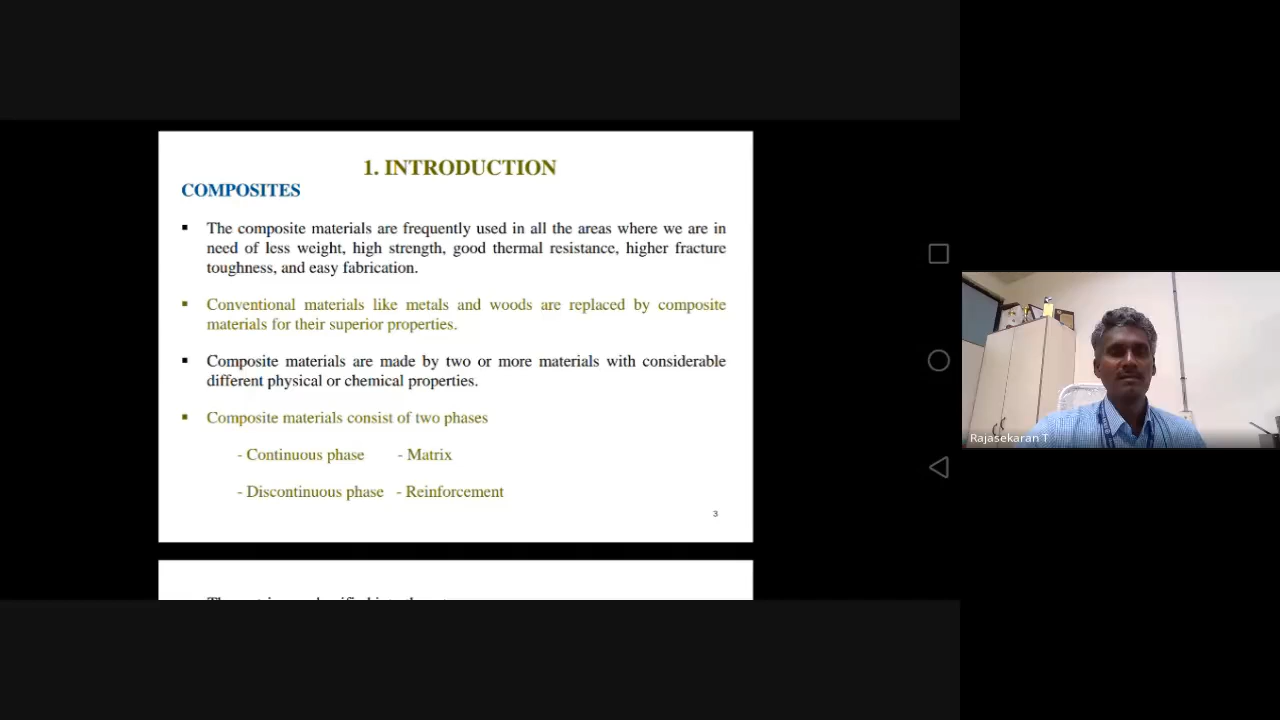 1. INTRODUCTION
COMPOSITES
▪ The composite materials are frequently used in all the areas where we are in
need of less weight, high strength, good thermal resistance, higher fracture
toughness, and easy fabrication.
▪ Conventional materials like metals and woods are replaced by composite
materials for their superior properties.
▪ Composite materials are made by two or more materials with considerable
different physical or chemical properties.
▪ Composite materials consist of two phases
- Continuous phase - Matrix
- Discontinuous phase - Reinforcement
3
Rajasekaran T